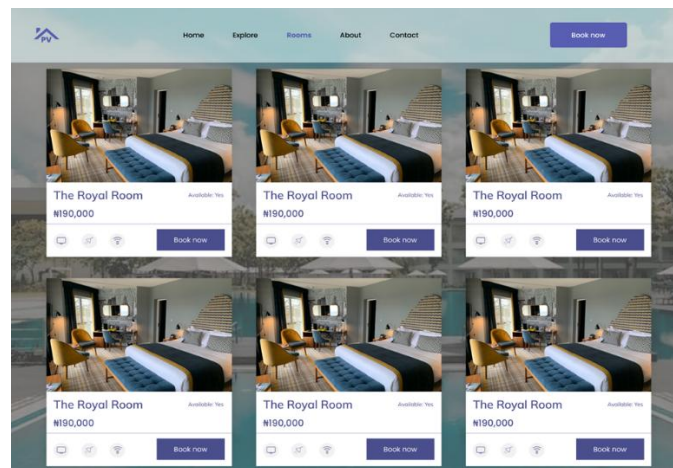 PV
Home Explore Rooms About Contact Book now
The Royal Room Available: Yes
₦190,000
Book now
The Royal Room Available: Yes
₦190,000
Book now
The Royal Room Available: Yes
₦190,000
Book now
The Royal Room Available: Yes
₦190,000
Book now
The Royal Room Available: Yes
₦190,000
Book now
The Royal Room Available: Yes
₦190,000
Book now